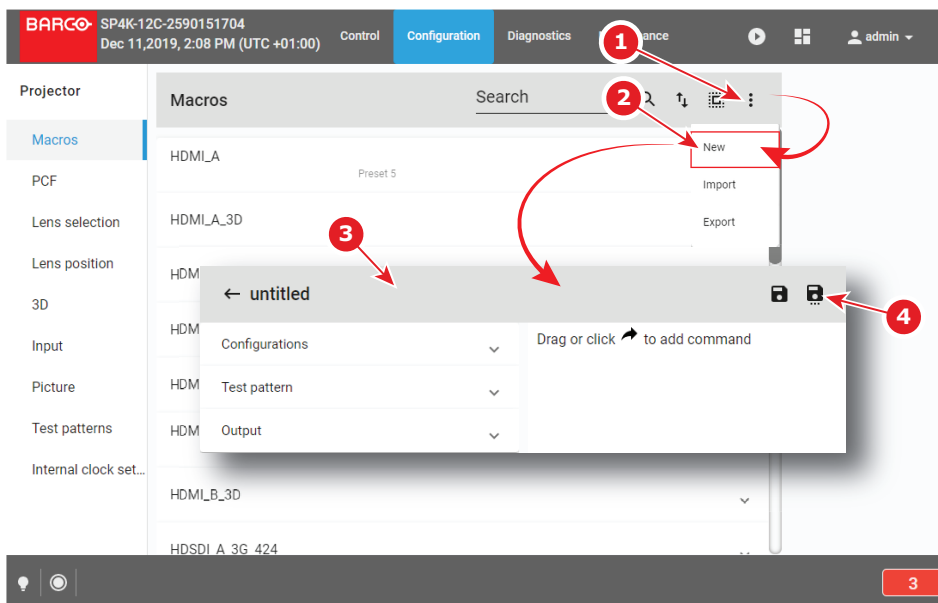 BARCO
SP4K-12C-2590151704
Dec 11,2019, 2:08 PM (UTC +01:00)
Control
Configuration
Diagnostics
1
admin
Projector
Macros
PCF
Lens selection
Lens position
3D
Input
Picture
Test patterns
Internal clock set...
Macros
Search
2
HDMI_A
Preset 5
New
Import
Export
HDMI_A_3D
3
HDM
← untitled
4
HDM
Configurations
Drag or click to add command
HDM
Test pattern
HDM
Output
HDMI_B_3D
HDSDI_A_3G_424
3